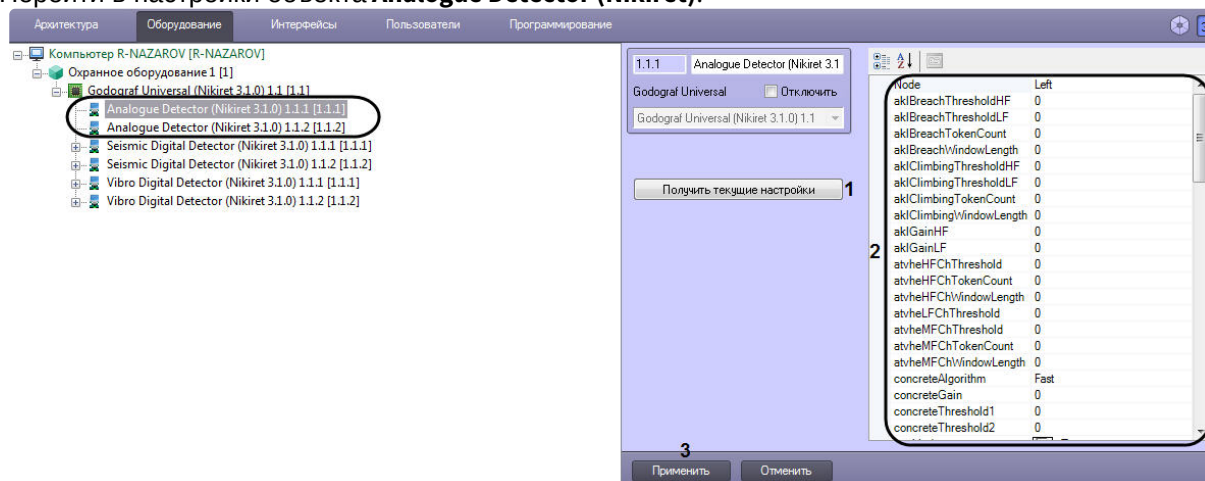 Перейти в настройки объекта Analogue Detector (Nikiret).
Архитектура Оборудование Интерфейсы Пользователи Программирование
Компьютер R-NAZAROV [R-NAZAROV]
Охранное оборудование 1 [1]
Godograf Universal (Nikiret 3.1.0) 1.1 [1.1]
Analogue Detector (Nikiret 3.1.0) 1.1.1 [1.1.1]
Analogue Detector (Nikiret 3.1.0) 1.1.2 [1.1.2]
Seismic Digital Detector (Nikiret 3.1.0) 1.1.1 [1.1.1]
Seismic Digital Detector (Nikiret 3.1.0) 1.1.2 [1.1.2]
Vibro Digital Detector (Nikiret 3.1.0) 1.1.1 [1.1.1]
Vibro Digital Detector (Nikiret 3.1.0) 1.1.2 [1.1.2]
1.1.1 Analogue Detector (Nikiret 3.1
Godograf Universal Отключить
Godograf Universal (Nikiret 3.1.0) 1.1
Получить текущие настройки 1
2
Node Left
aklBreachThresholdHF 0
aklBreachThresholdLF 0
aklBreachTokenCount 0
aklBreachWindowLength 0
aklClimbingThresholdHF 0
aklClimbingThresholdLF 0
aklClimbingTokenCount 0
aklClimbingWindowLength 0
aklGainHF 0
aklGainLF 0
atvheHFChThreshold 0
atvheHFChTokenCount 0
atvheHFChWindowLength 0
atvheLFChThreshold 0
atvheMFChThreshold 0
atvheMFChTokenCount 0
atvheMFChWindowLength 0
concreteAlgorithm Fast
concreteGain 0
concreteThreshold1 0
concreteThreshold2 0
3
Применить Отменить